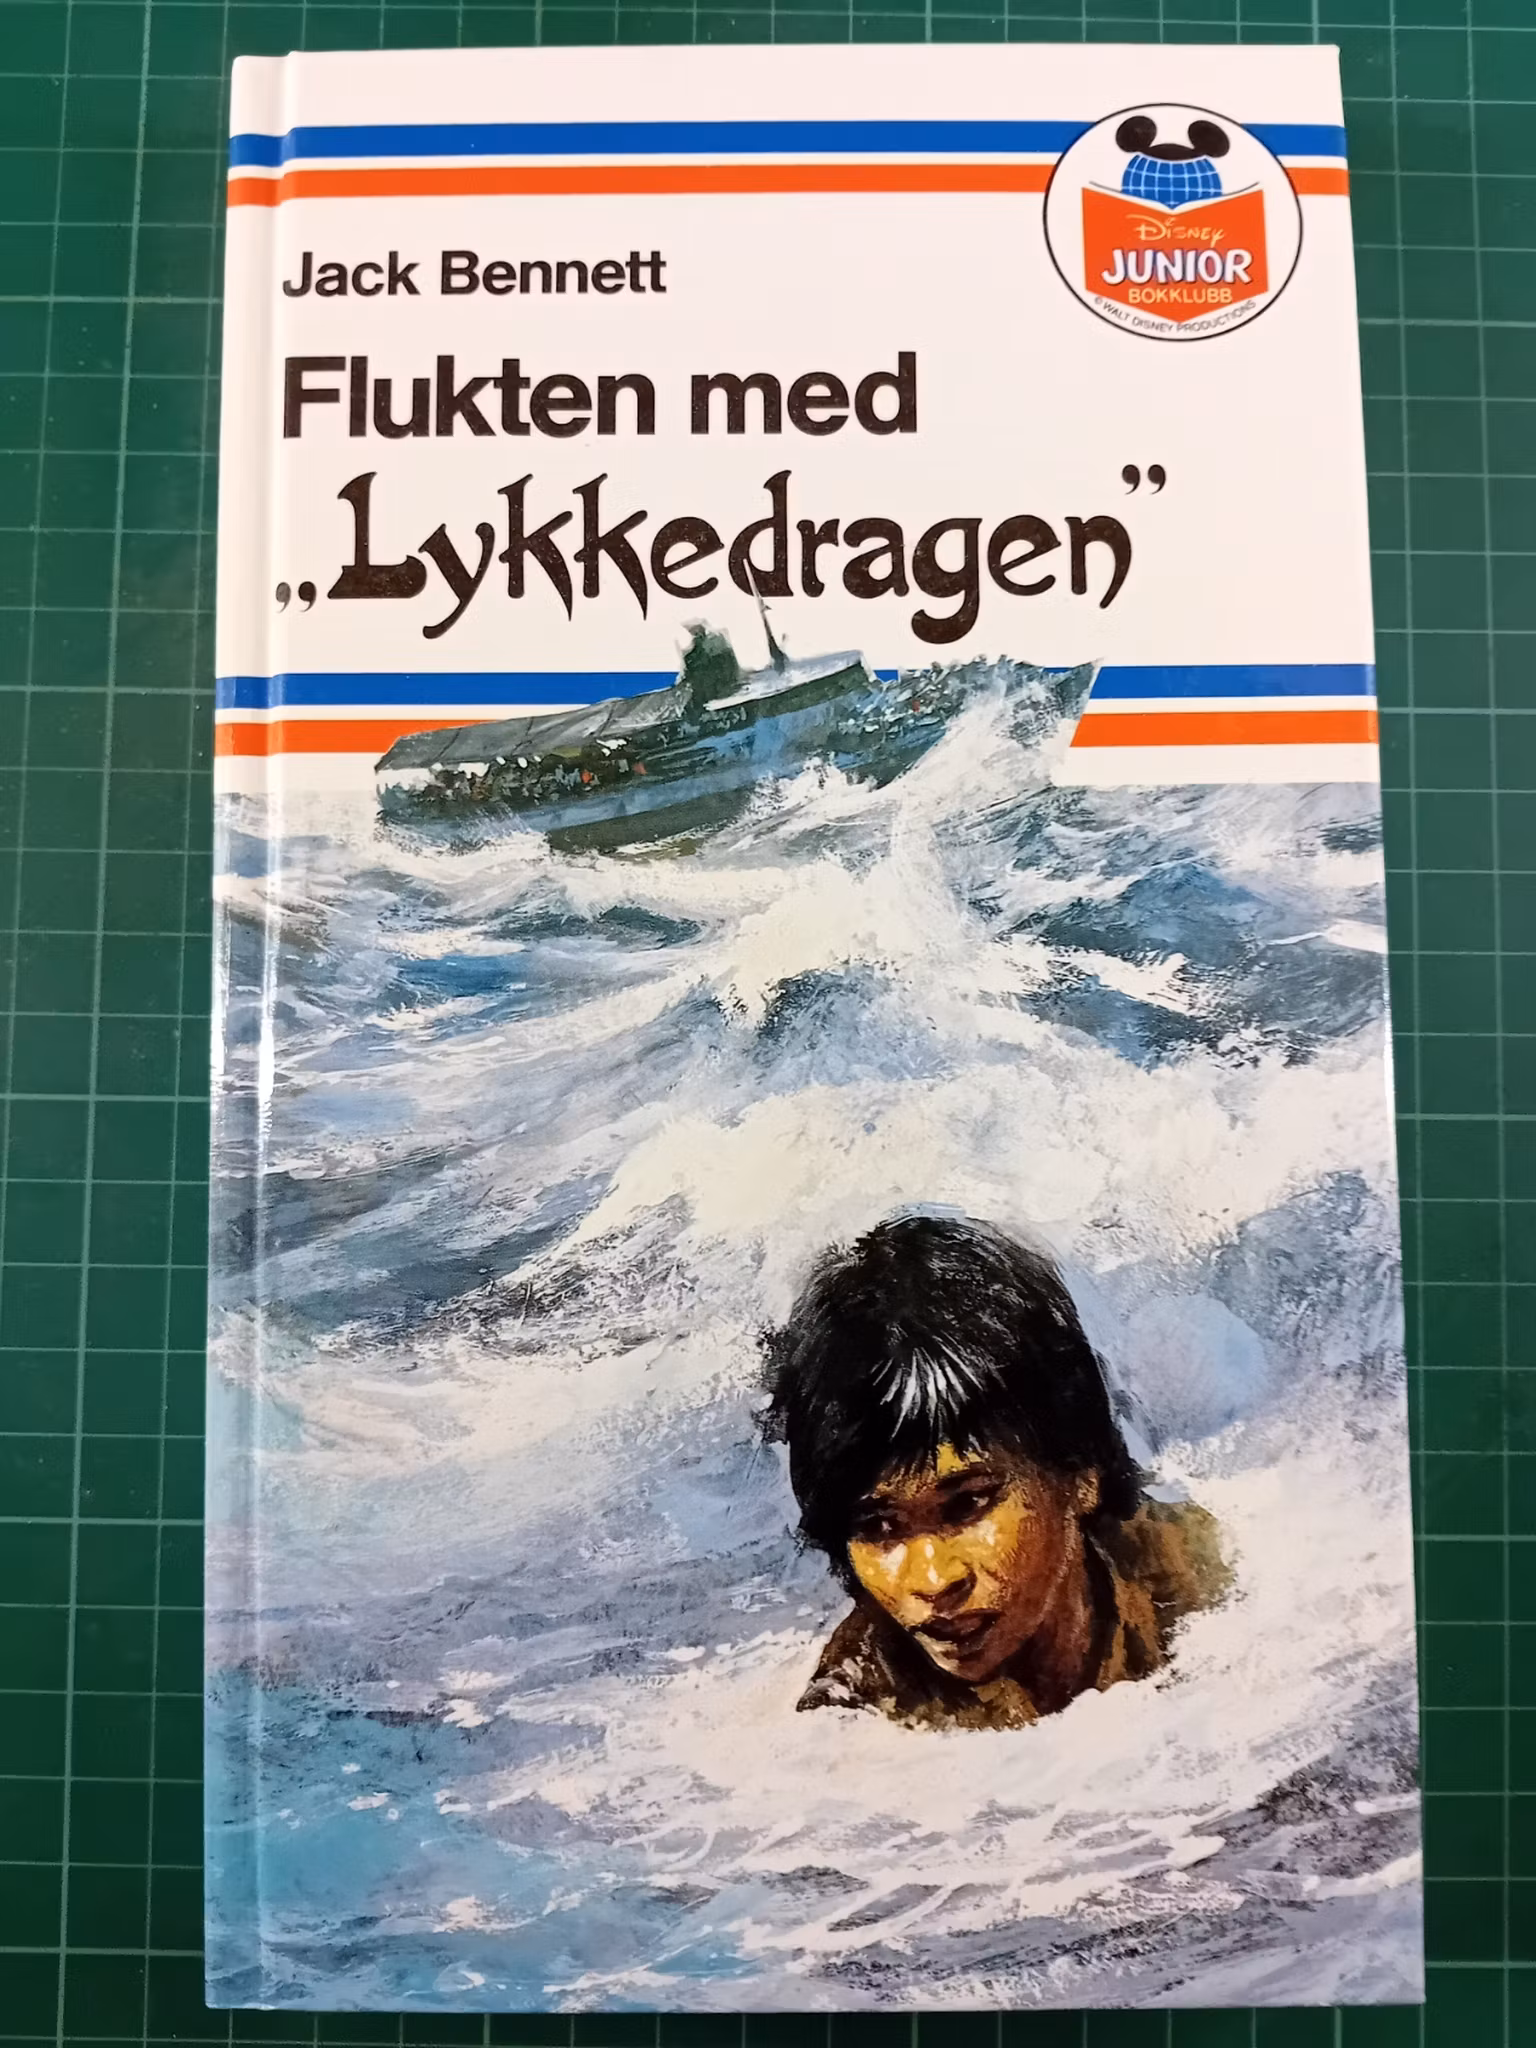 Jack Bennett
Flukten med
„Lykkedragen”
Disney
JUNIOR
BOKKLUBB
© WALT DISNEY PRODUCTIONS